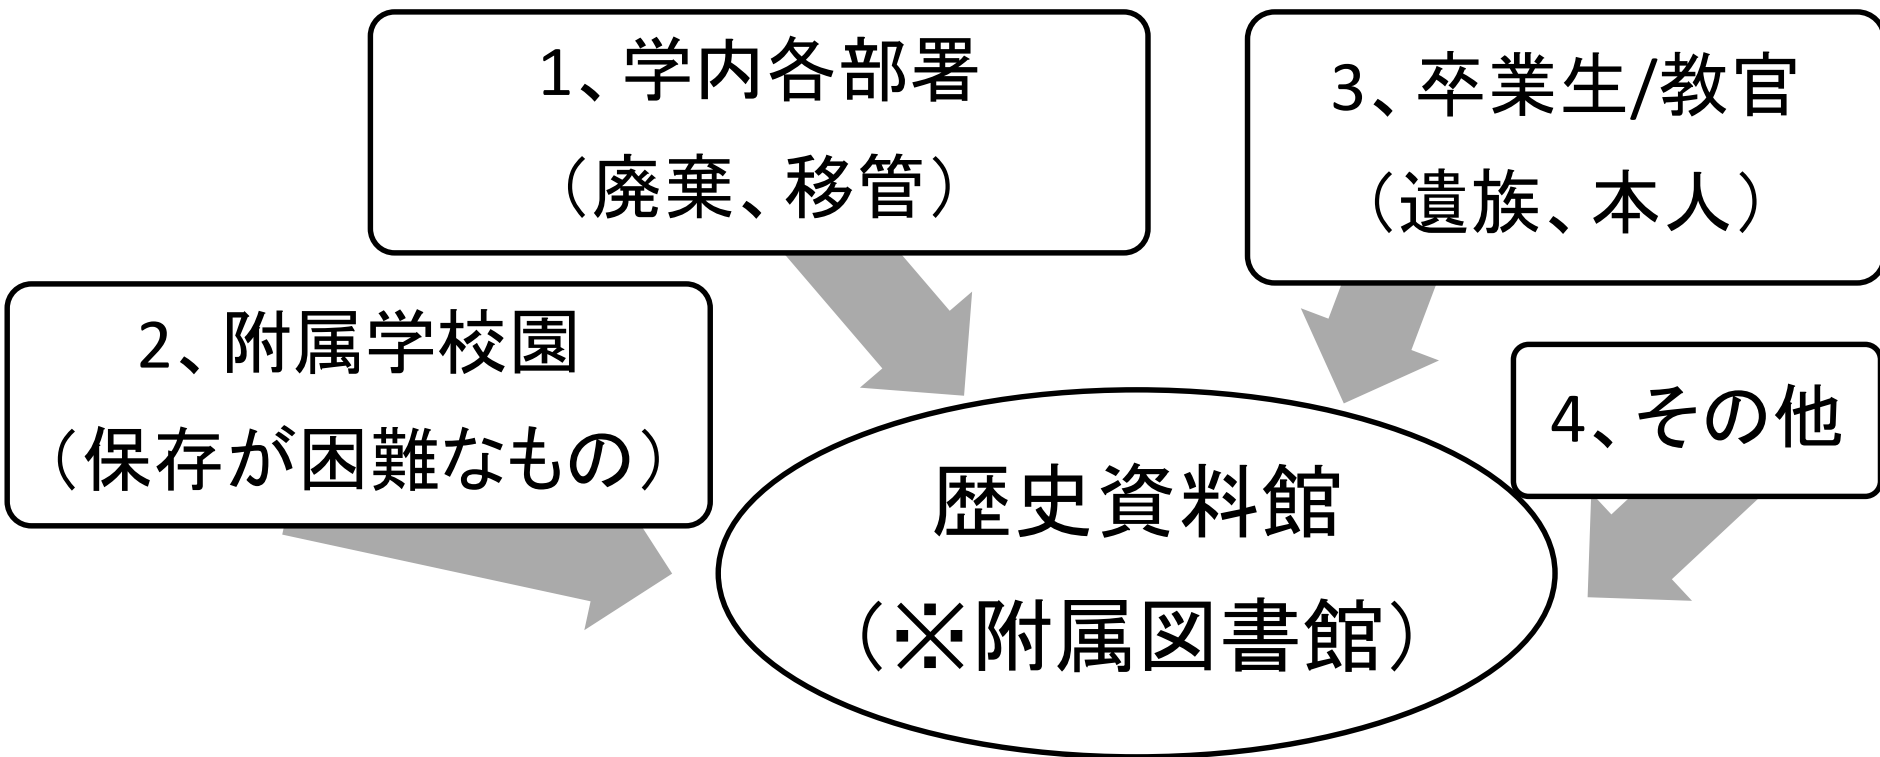 1、学内各部署
（廃棄、移管）
3、卒業生/教官
（遺族、本人）
2、附属学校園
（保存が困難なもの）
4、その他
歴史資料館
（※附属図書館）